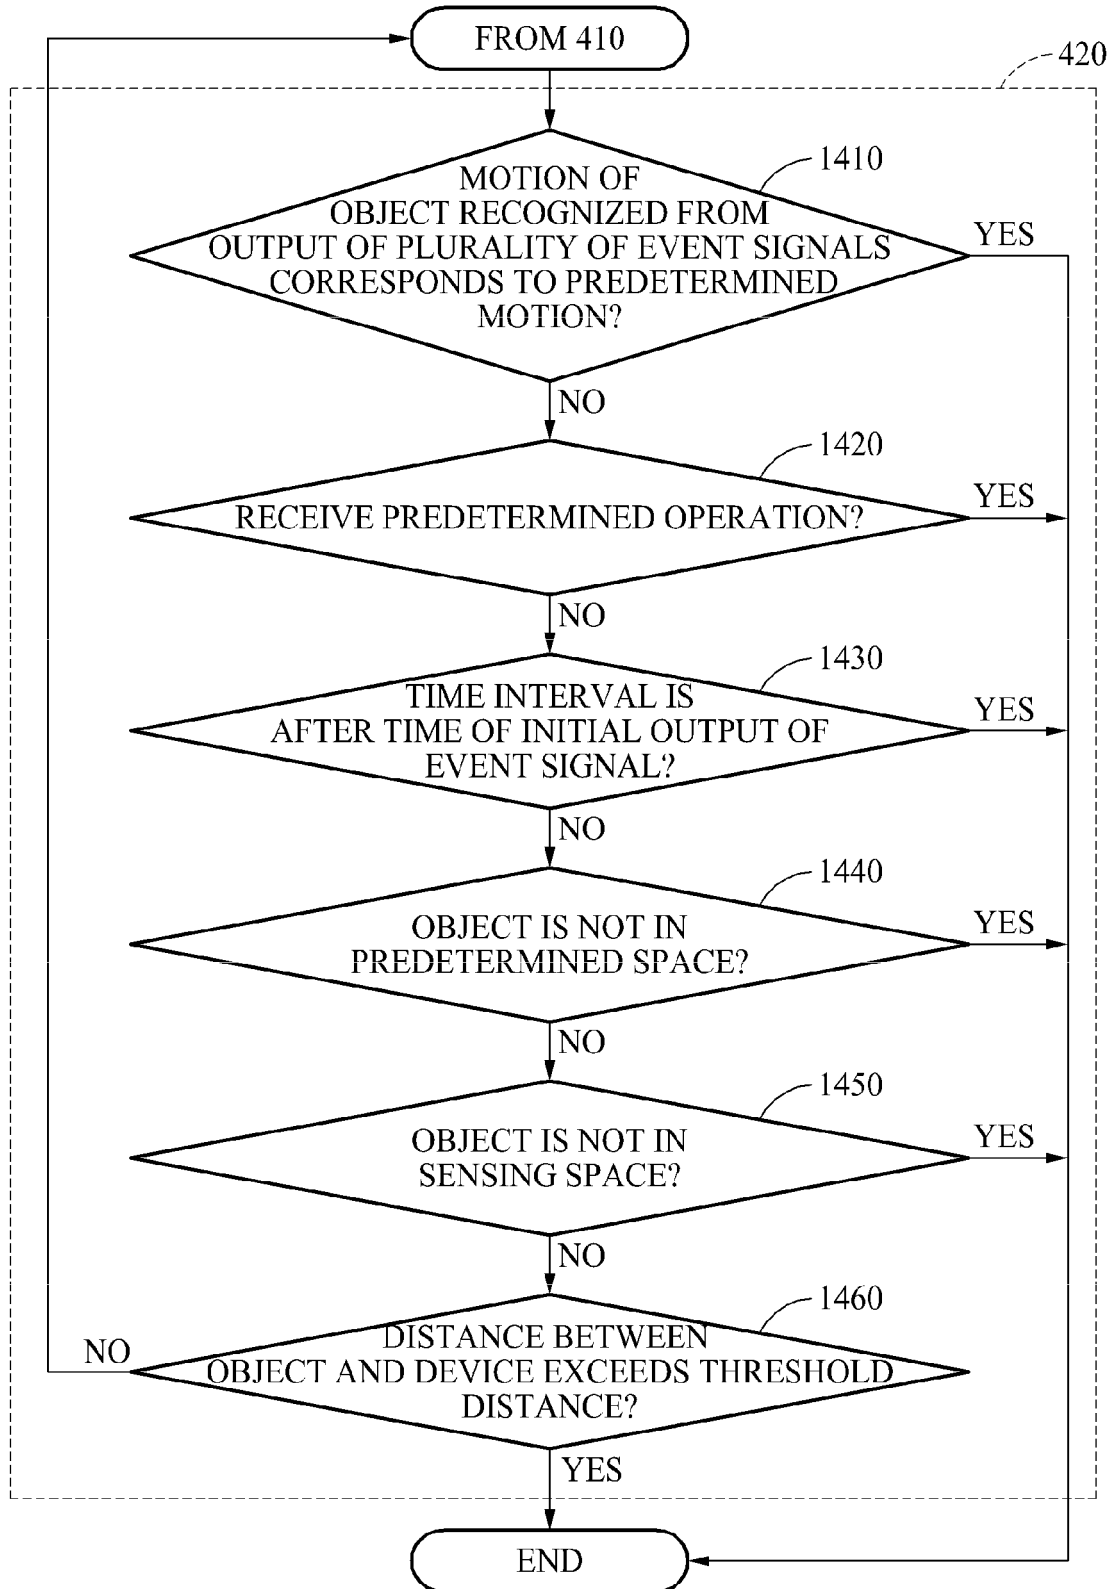 FROM 410
420
1410
MOTION OF
OBJECT RECOGNIZED FROM
OUTPUT OF PLURALITY OF EVENT SIGNALS
CORRESPONDS TO PREDETERMINED
MOTION?
YES
NO
1420
RECEIVE PREDETERMINED OPERATION?
YES
NO
1430
TIME INTERVAL IS
AFTER TIME OF INITIAL OUTPUT OF
EVENT SIGNAL?
YES
NO
1440
OBJECT IS NOT IN
PREDETERMINED SPACE?
YES
NO
1450
OBJECT IS NOT IN
SENSING SPACE?
YES
NO
1460
DISTANCE BETWEEN
OBJECT AND DEVICE EXCEEDS THRESHOLD
DISTANCE?
NO
YES
END